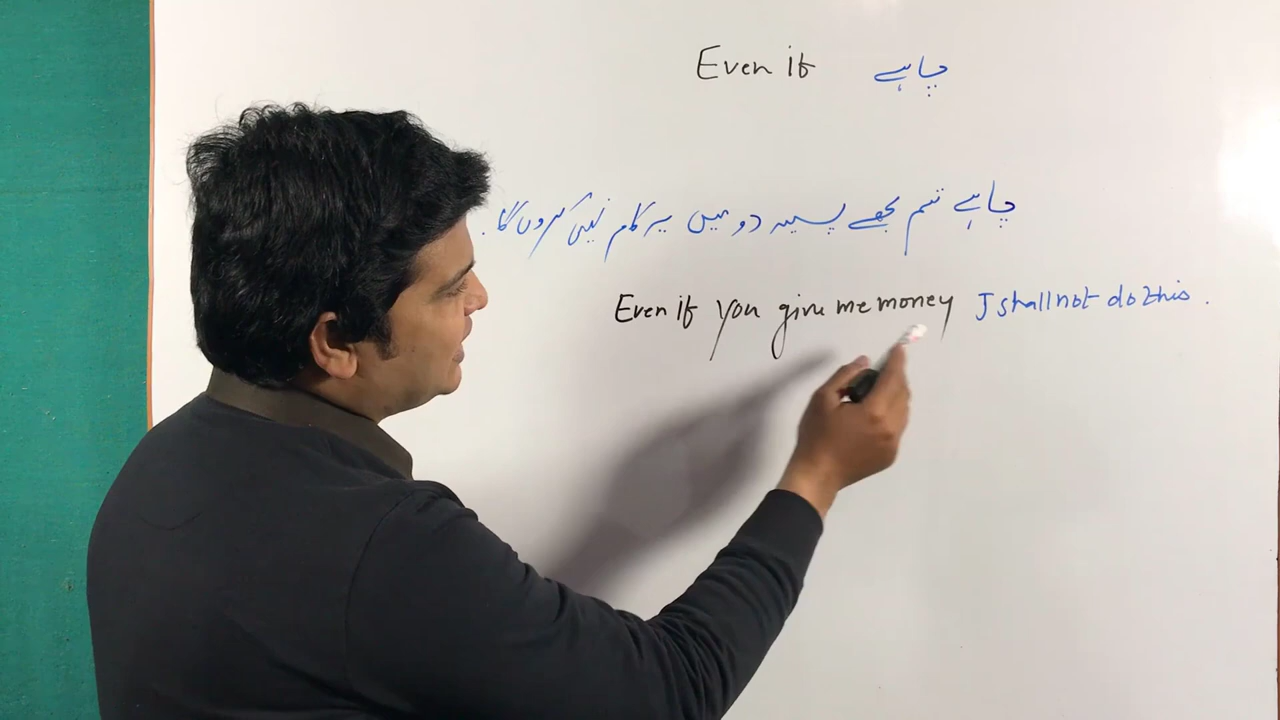 Even if چاہے
چاہے تم مجھے پیسہ دو میں یہ کام نہیں کروں گا.
Even if you give me money I shall not do this.